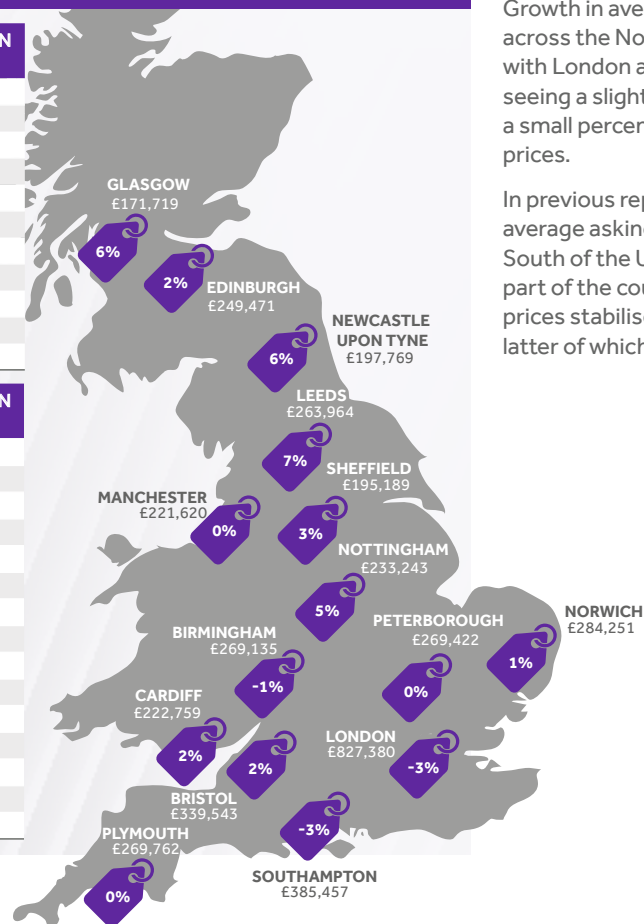 N
N
GLASGOW
£171,719
6%
2%
EDINBURGH
£249,471
NEWCASTLE
UPON TYNE
£197,769
6%
LEEDS
£263,964
7%
SHEFFIELD
£195,189
MANCHESTER
£221,620
0%
3%
NOTTINGHAM
£233,243
5%
PETERBOROUGH
£269,422
NORWICH
£284,251
BIRMINGHAM
£269,135
1%
-1%
0%
CARDIFF
£222,759
LONDON
£827,380
2%
2%
-3%
BRISTOL
£339,543
-3%
PLYMOUTH
£269,762
SOUTHAMPTON
£385,457
0%
Growth in ave
across the No
with London a
seeing a slight
a small percen
prices.
In previous rep
average askin
South of the U
part of the cou
prices stabilis
latter of which